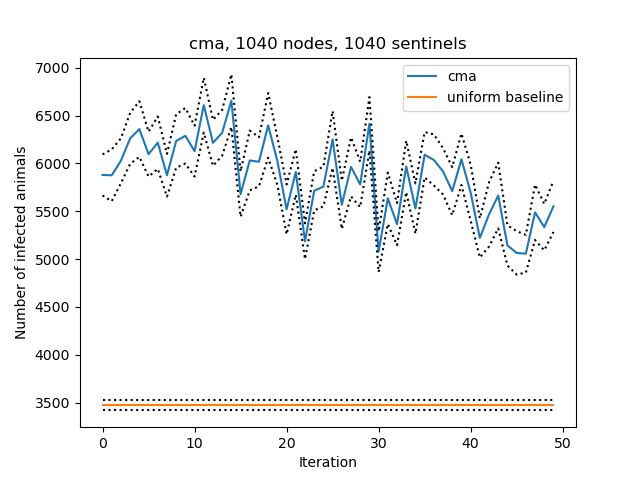 cma, 1040 nodes, 1040 sentinels
cma
uniform baseline
Number of infected animals
7000
6500
6000
5500
5000
4500
4000
3500
0 10 20 30 40 50
Iteration